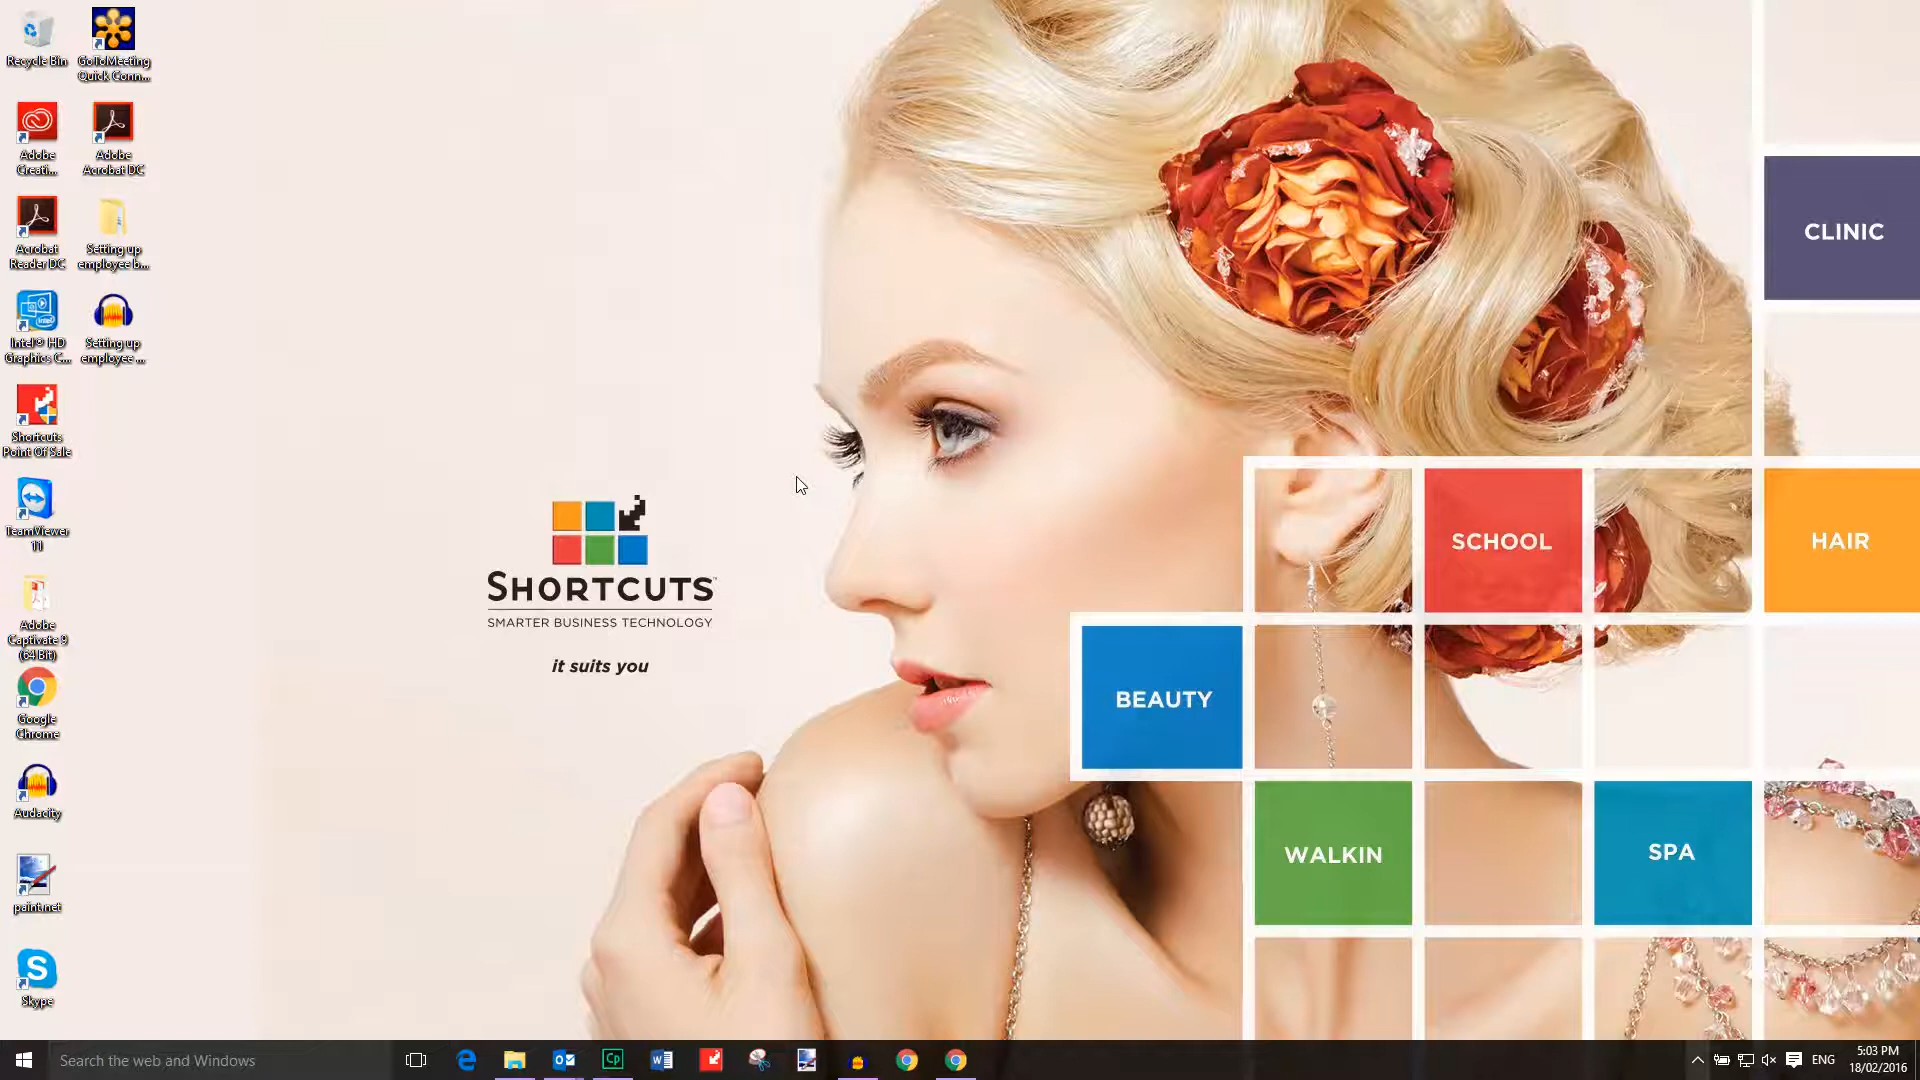 Recycle Bin
GoToMeeting
Quick Conn...
Adobe
Creati...
Adobe
Acrobat DC
Acrobat
Reader DC
Setting up
employee b...
Intel® HD
Graphics C...
Setting up
employee ...
Shortcuts
Point Of Sale
TeamViewer
11
Adobe
Captivate 9
(64 Bit)
Google
Chrome
Audacity
paint.net
Skype
SHORTCUTS™
SMARTER BUSINESS TECHNOLOGY
it suits you
CLINIC
SCHOOL
HAIR
BEAUTY
WALKIN
SPA
Search the web and Windows
Cp
ENG
5:03 PM
18/02/2016